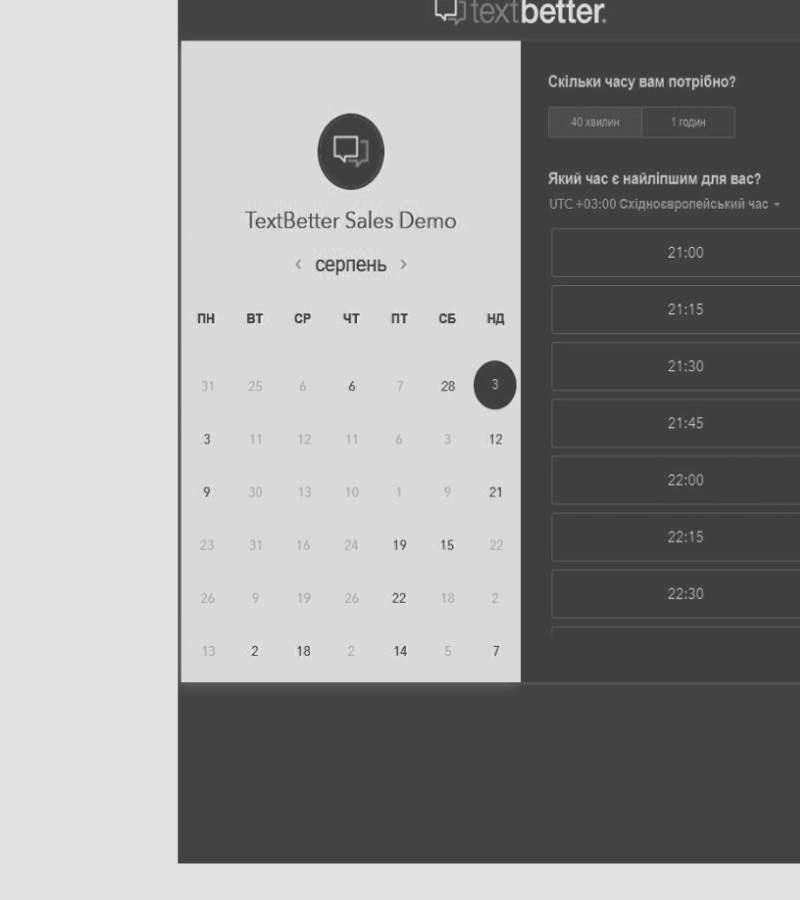 textbetter.
TextBetter Sales Demo
‹ серпень ›
ПН ВТ СР ЧТ ПТ СБ НД
31 25 6 6 7 28 3
3 11 12 11 6 3 12
9 30 13 10 1 9 21
23 31 16 24 19 15 22
26 9 19 26 22 18 2
13 2 18 2 14 5 7
Скільки часу вам потрібно?
40 хвилин 1 годин
Який час є найліпшим для вас?
UTC +03:00 Східноєвропейський час
21:00
21:15
21:30
21:45
22:00
22:15
22:30